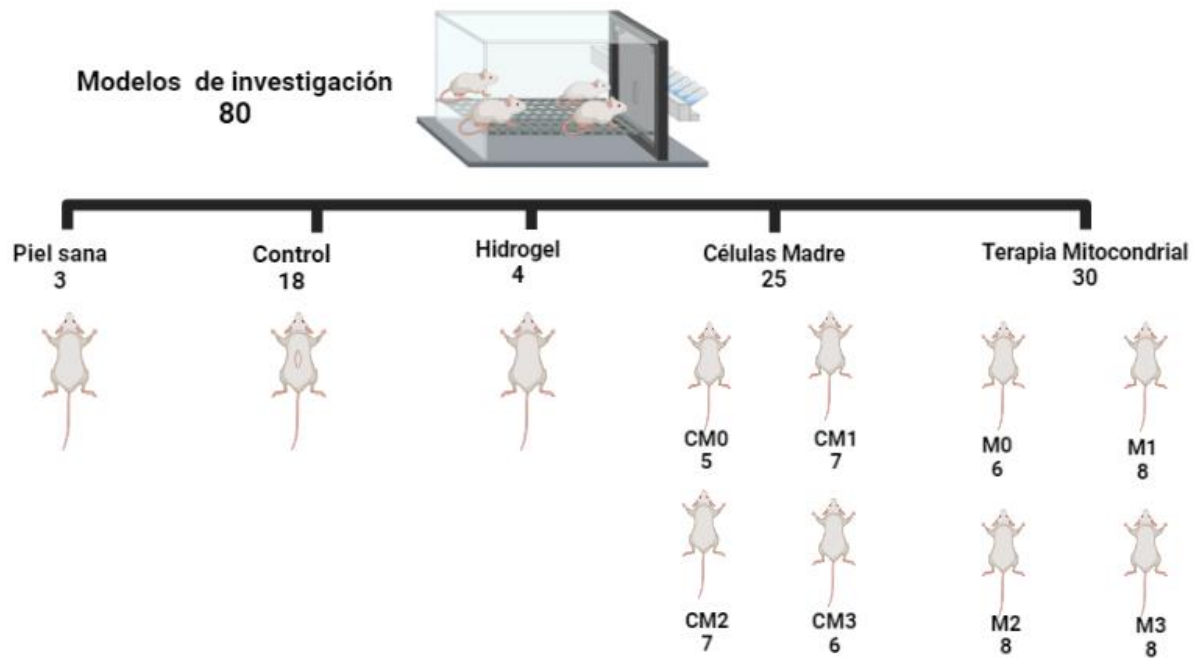 Modelos de investigación
80
Piel sana
3
Control
18
Hidrogel
4
Células Madre
25
Terapia Mitocondrial
30
CM0
5
CM1
7
M0
6
M1
8
CM2
7
CM3
6
M2
8
M3
8